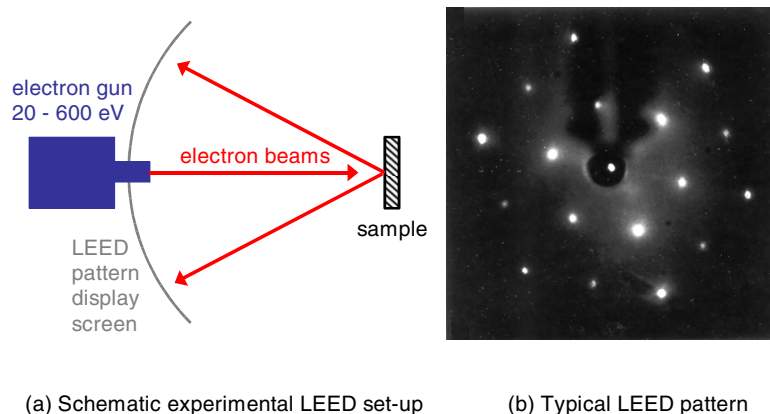 electron gun
20 - 600 eV
electron beams
sample
LEED
pattern
display
screen
(a) Schematic experimental LEED set-up
(b) Typical LEED pattern